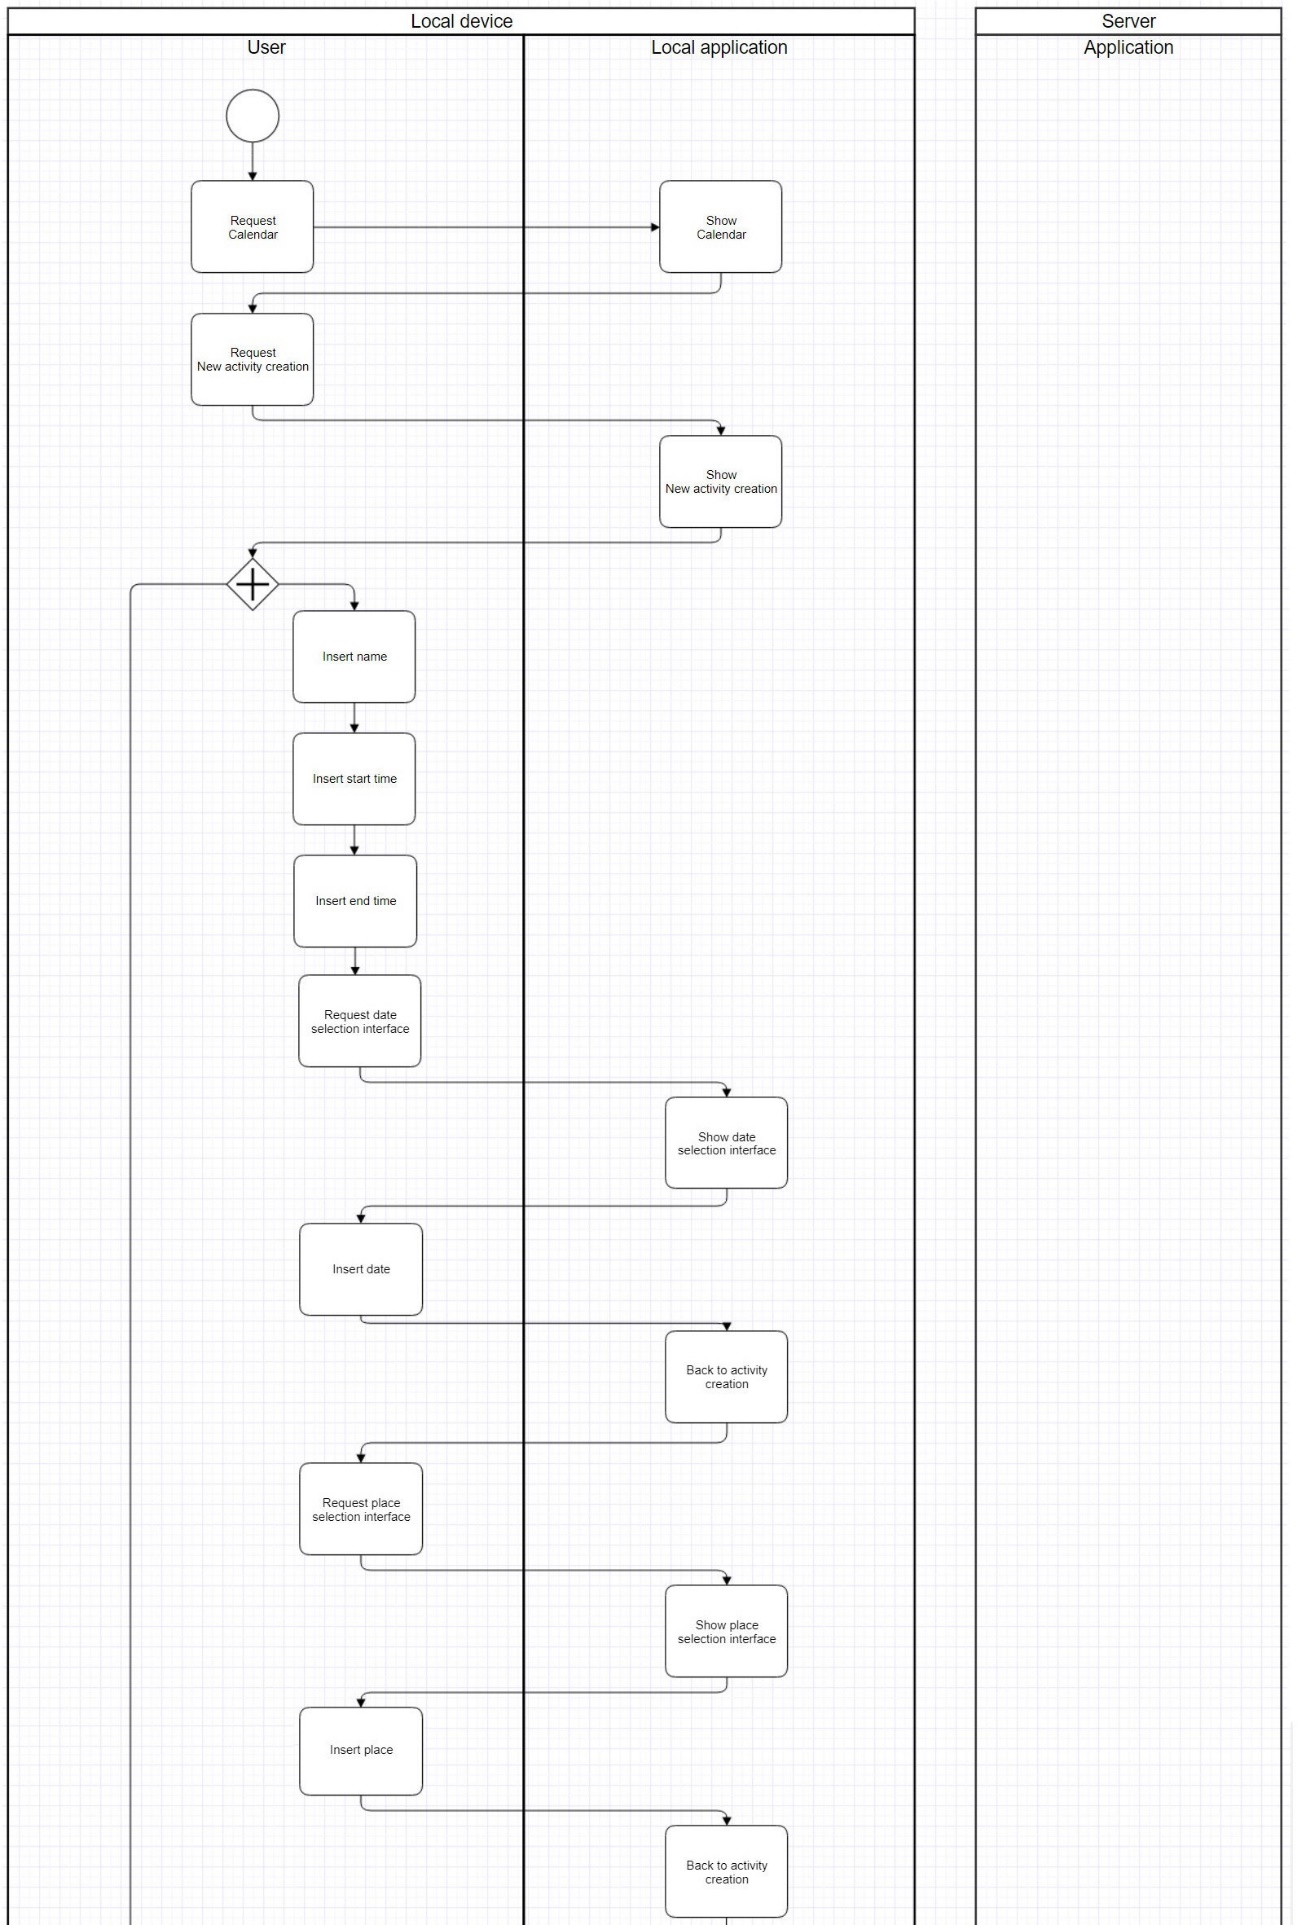 Local device
Server
User
Local application
Application
Request
Calendar
Show
Calendar
Request
New activity creation
Show
New activity creation
Insert name
Insert start time
Insert end time
Request date
selection interface
Show date
selection interface
Insert date
Back to activity
creation
Request place
selection interface
Show place
selection interface
Insert place
Back to activity
creation